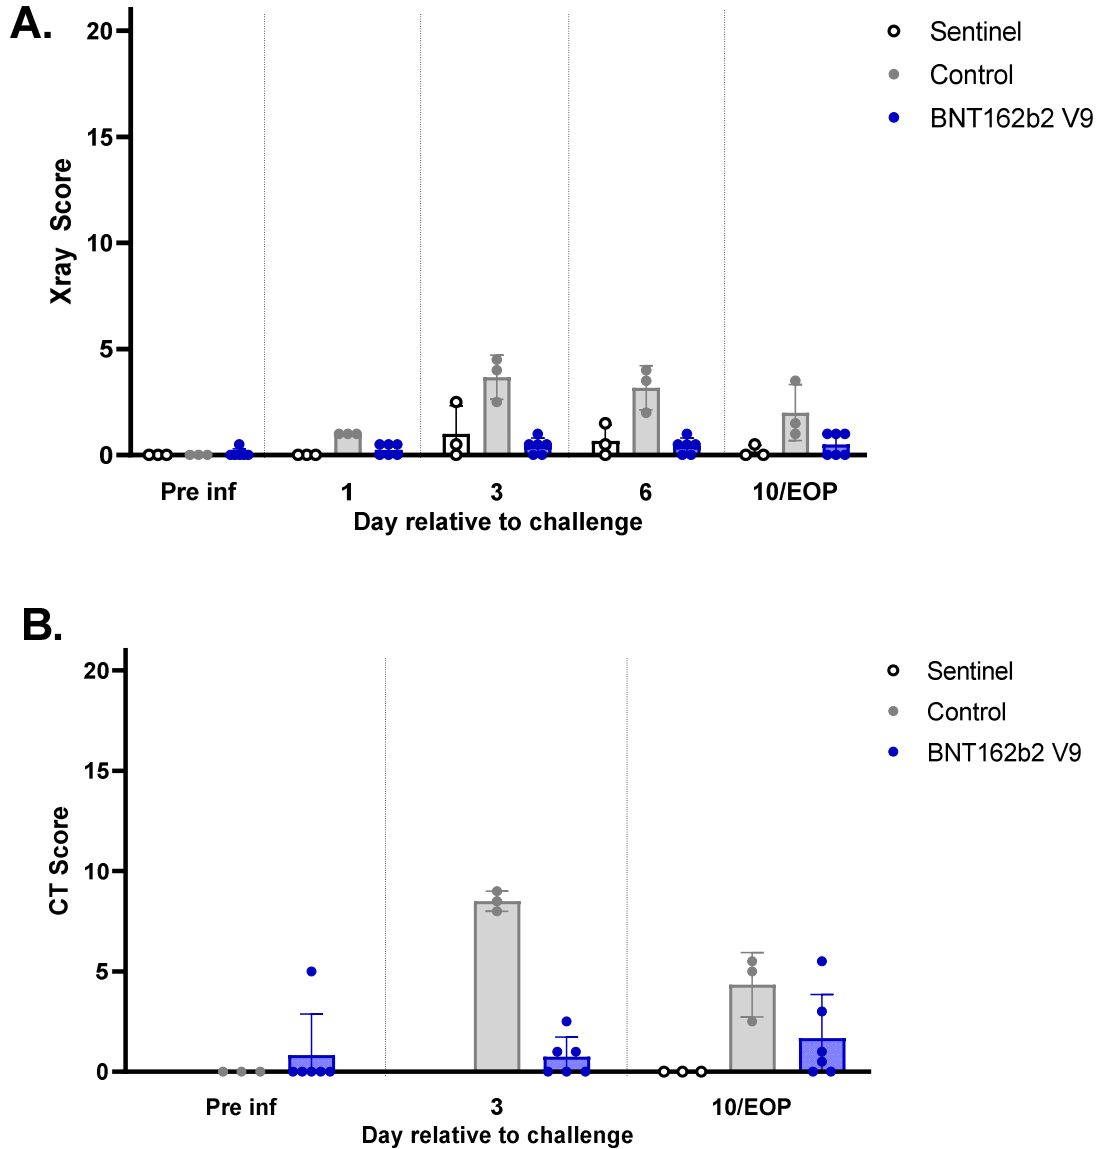 A.
20
15
10
5
0
Xray Score
Pre inf
1
3
6
10/EOP
Day relative to challenge
Sentinel
Control
BNT162b2 V9
B.
20
15
10
5
0
CT Score
Pre inf
3
10/EOP
Day relative to challenge
Sentinel
Control
BNT162b2 V9